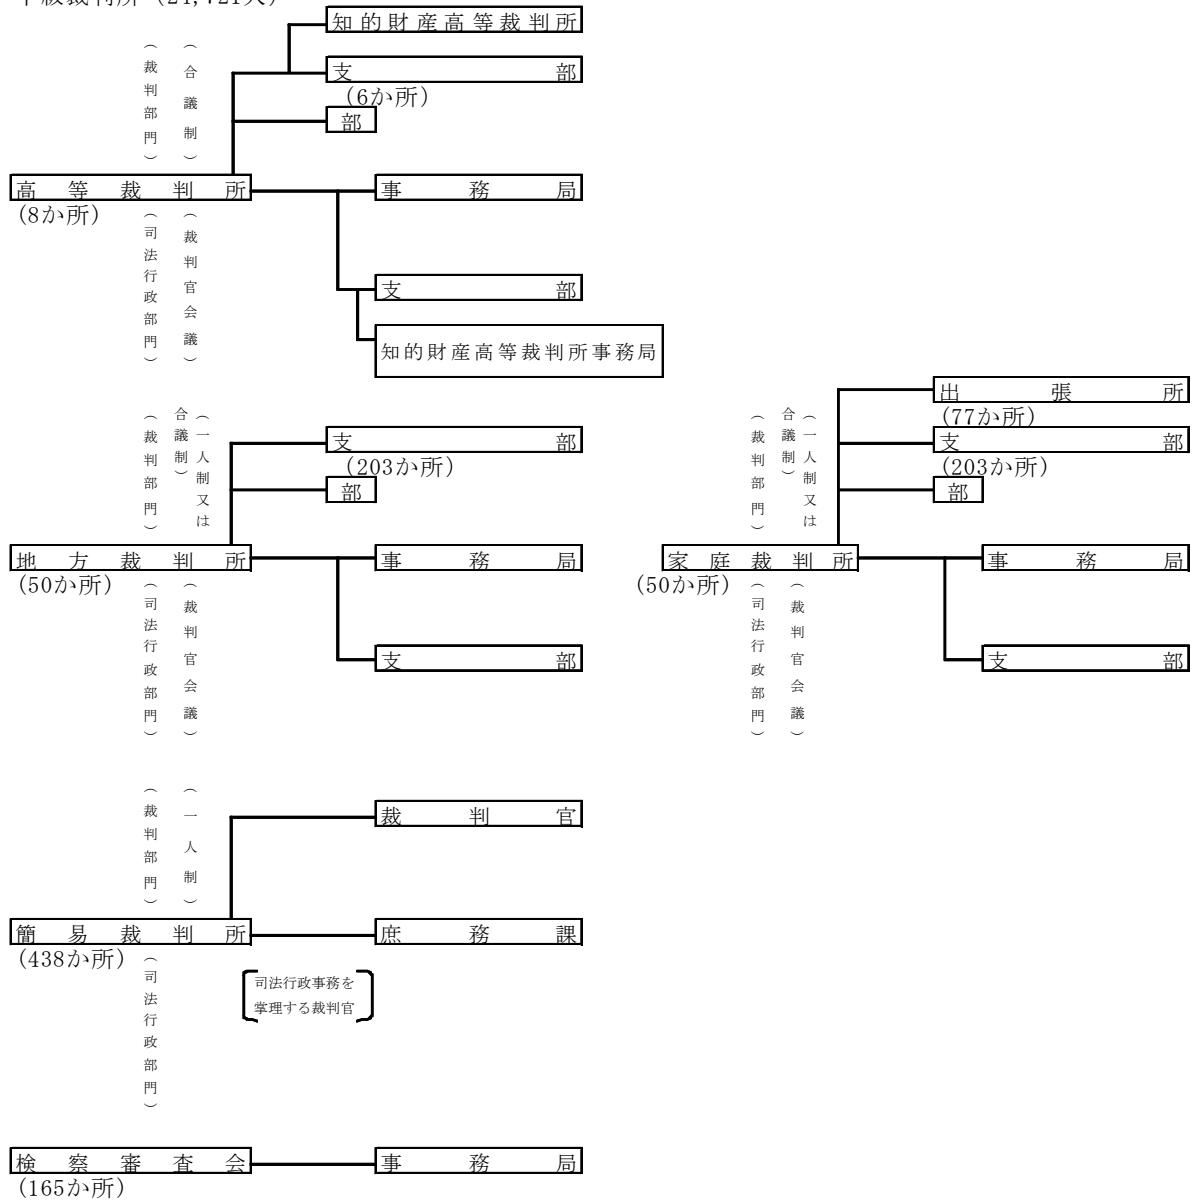 知的財産高等裁判所
支部
(6か所)
部
(合議制)
(裁判部門)
高等裁判所
(8か所)
(裁判官会議)
(司法行政部門)
事務局
支部
知的財産高等裁判所事務局
(一人制又は
合議制)
(裁判部門)
支部
(203か所)
部
地方裁判所
(50か所)
(裁判官会議)
(司法行政部門)
事務局
支部
出張所
(77か所)
支部
(203か所)
部
(一人制又は
合議制)
(裁判部門)
家庭裁判所
(50か所)
(裁判官会議)
(司法行政部門)
事務局
支部
(一人制)
(裁判部門)
裁判官
簡易裁判所
(438か所)
(司法行政部門)
庶務課
司法行政事務を
掌理する裁判官
検察審査会
(165か所)
事務局